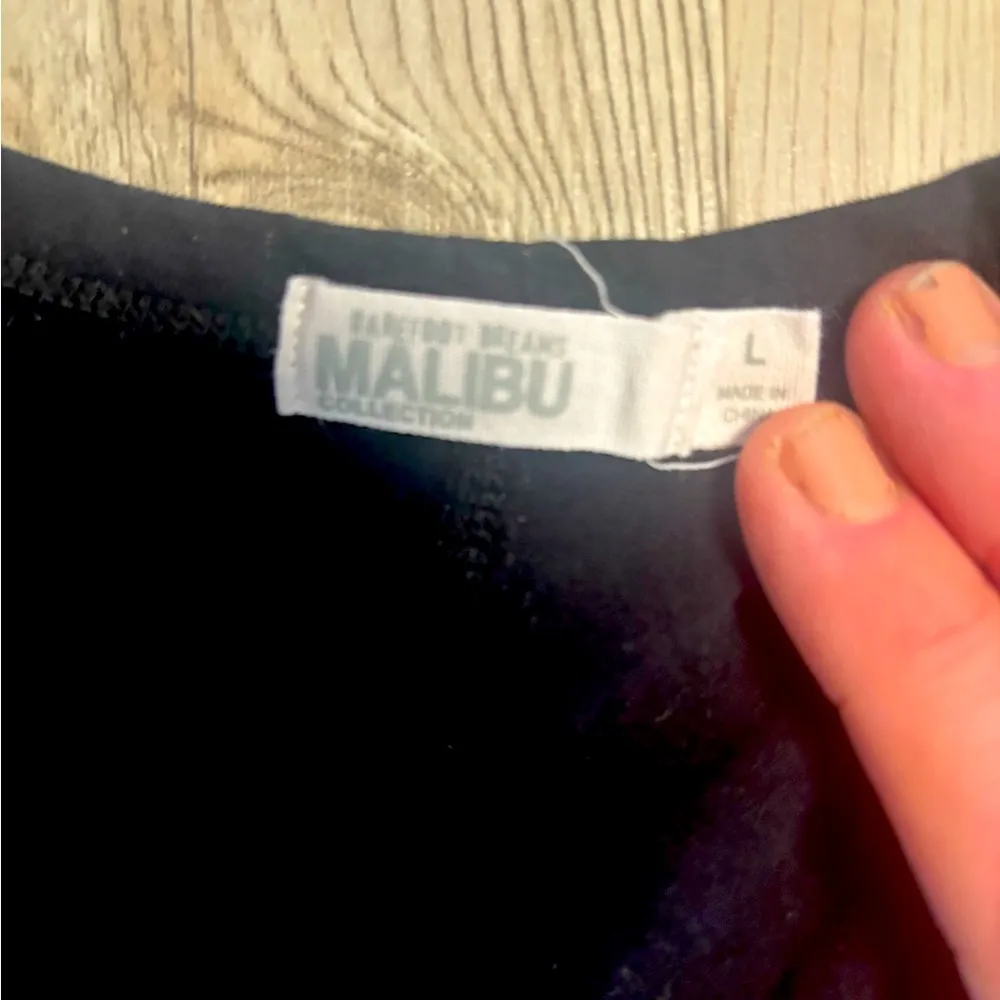 BAREFOOT DREAMS
MALIBU
COLLECTION
L
MADE IN
CHINA